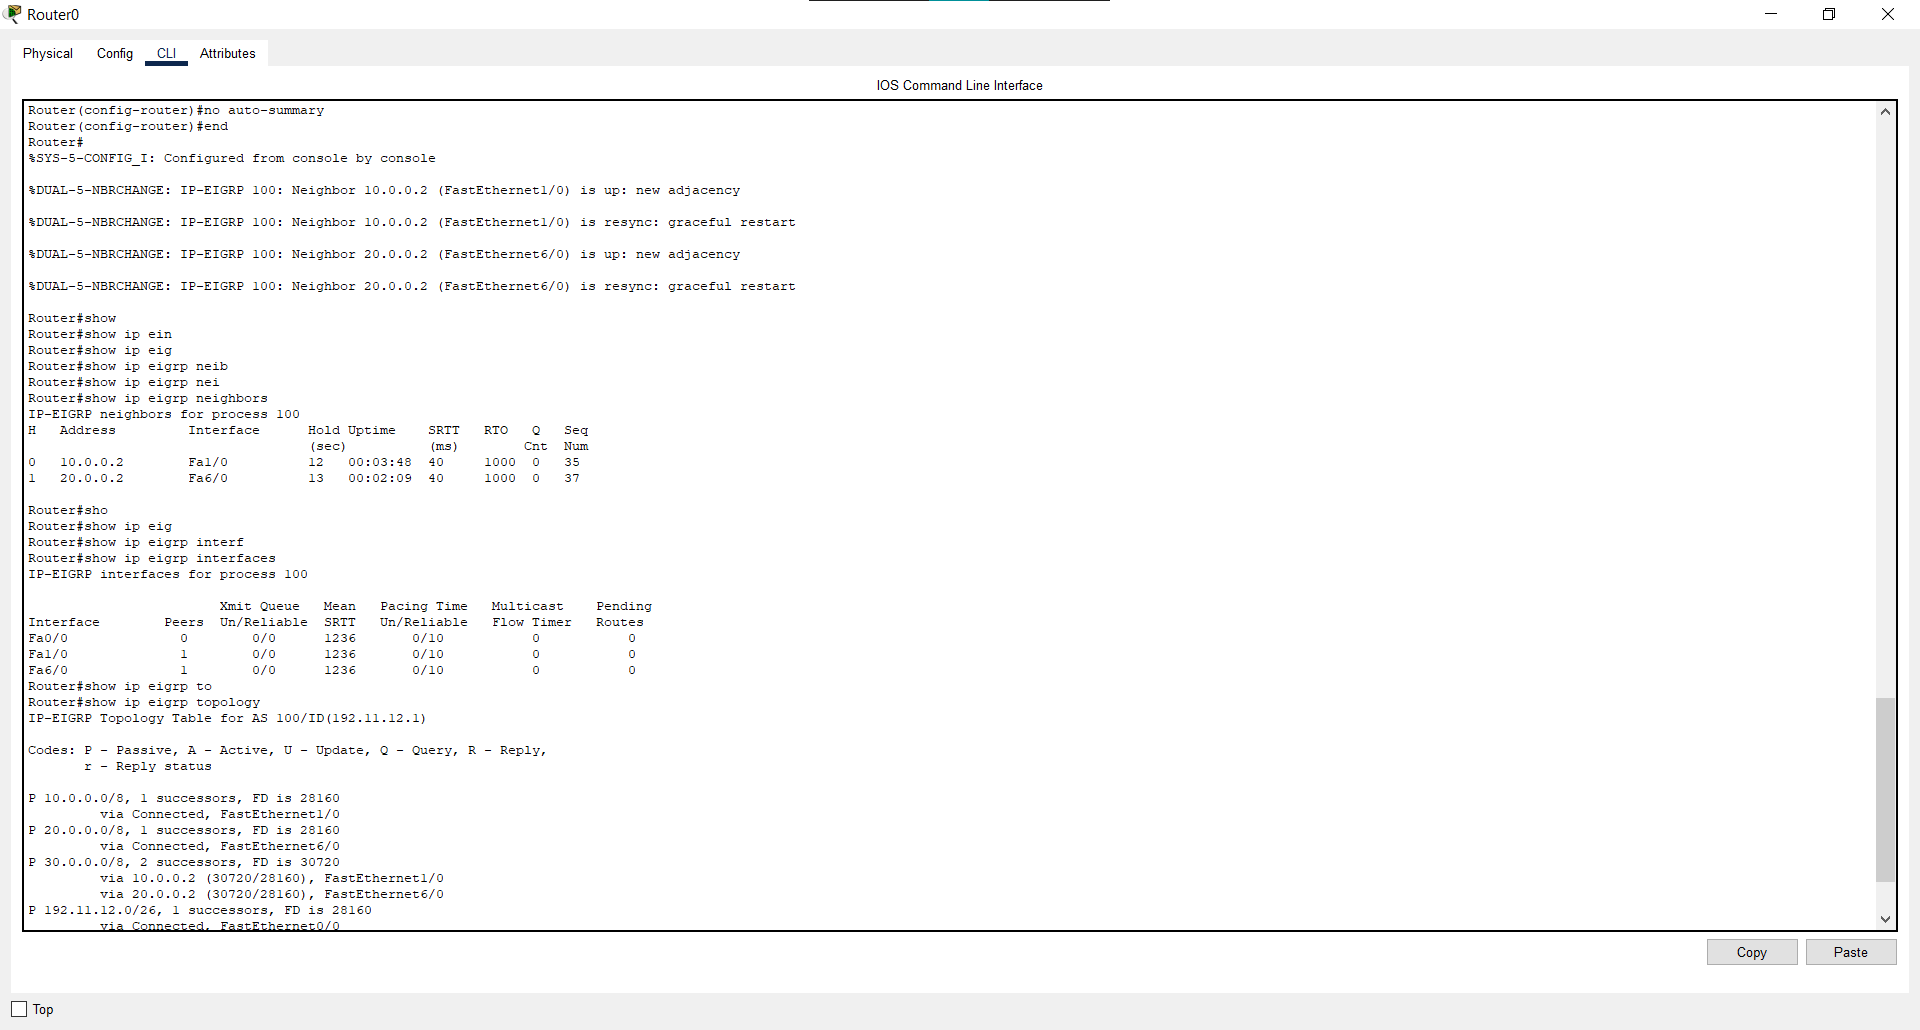 Router0
Physical Config CLI Attributes
IOS Command Line Interface
Router(config-router)#no auto-summary
Router(config-router)#end
Router#
%SYS-5-CONFIG_I: Configured from console by console
%DUAL-5-NBRCHANGE: IP-EIGRP 100: Neighbor 10.0.0.2 (FastEthernet1/0) is up: new adjacency
%DUAL-5-NBRCHANGE: IP-EIGRP 100: Neighbor 10.0.0.2 (FastEthernet1/0) is resync: graceful restart
%DUAL-5-NBRCHANGE: IP-EIGRP 100: Neighbor 20.0.0.2 (FastEthernet6/0) is up: new adjacency
%DUAL-5-NBRCHANGE: IP-EIGRP 100: Neighbor 20.0.0.2 (FastEthernet6/0) is resync: graceful restart
Router#show
Router#show ip ein
Router#show ip eig
Router#show ip eigrp neib
Router#show ip eigrp nei
Router#show ip eigrp neighbors
IP-EIGRP neighbors for process 100
H Address Interface Hold Uptime SRTT RTO Q Seq
(sec) (ms) Cnt Num
0 10.0.0.2 Fa1/0 12 00:03:48 40 1000 0 35
1 20.0.0.2 Fa6/0 13 00:02:09 40 1000 0 37
Router#sho
Router#show ip eig
Router#show ip eigrp interf
Router#show ip eigrp interfaces
IP-EIGRP interfaces for process 100
Xmit Queue Mean Pacing Time Multicast Pending
Interface Peers Un/Reliable SRTT Un/Reliable Flow Timer Routes
Fa0/0 0 0/0 1236 0/10 0 0
Fa1/0 1 0/0 1236 0/10 0 0
Fa6/0 1 0/0 1236 0/10 0 0
Router#show ip eigrp to
Router#show ip eigrp topology
IP-EIGRP Topology Table for AS 100/ID(192.11.12.1)
Codes: P - Passive, A - Active, U - Update, Q - Query, R - Reply,
r - Reply status
P 10.0.0.0/8, 1 successors, FD is 28160
via Connected, FastEthernet1/0
P 20.0.0.0/8, 1 successors, FD is 28160
via Connected, FastEthernet6/0
P 30.0.0.0/8, 2 successors, FD is 30720
via 10.0.0.2 (30720/28160), FastEthernet1/0
via 20.0.0.2 (30720/28160), FastEthernet6/0
P 192.11.12.0/26, 1 successors, FD is 28160
via Connected, FastEthernet0/0
Copy Paste
Top